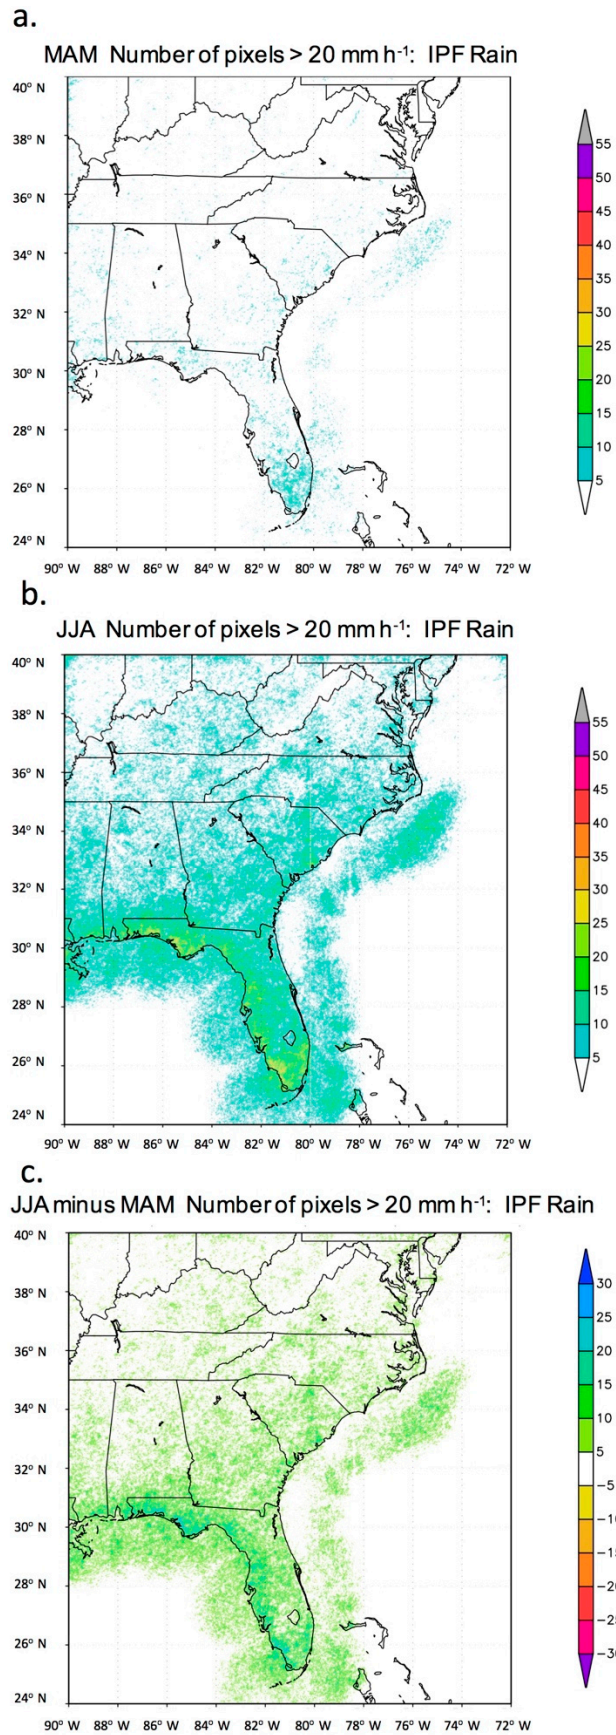 a.
MAM Number of pixels > 20 mm h⁻¹: IPF Rain
40° N
38° N
36° N
34° N
32° N
30° N
28° N
26° N
24° N
90° W 88° W 86° W 84° W 82° W 80° W 78° W 76° W 74° W 72° W
55
50
45
40
35
30
25
20
15
10
5
b.
JJA Number of pixels > 20 mm h⁻¹: IPF Rain
40° N
38° N
36° N
34° N
32° N
30° N
28° N
26° N
24° N
90° W 88° W 86° W 84° W 82° W 80° W 78° W 76° W 74° W 72° W
55
50
45
40
35
30
25
20
15
10
5
c.
JJA minus MAM Number of pixels > 20 mm h⁻¹: IPF Rain
40° N
38° N
36° N
34° N
32° N
30° N
28° N
26° N
24° N
90° W 88° W 86° W 84° W 82° W 80° W 78° W 76° W 74° W 72° W
30
25
20
15
10
5
−5
−10
−15
−20
−25
−30